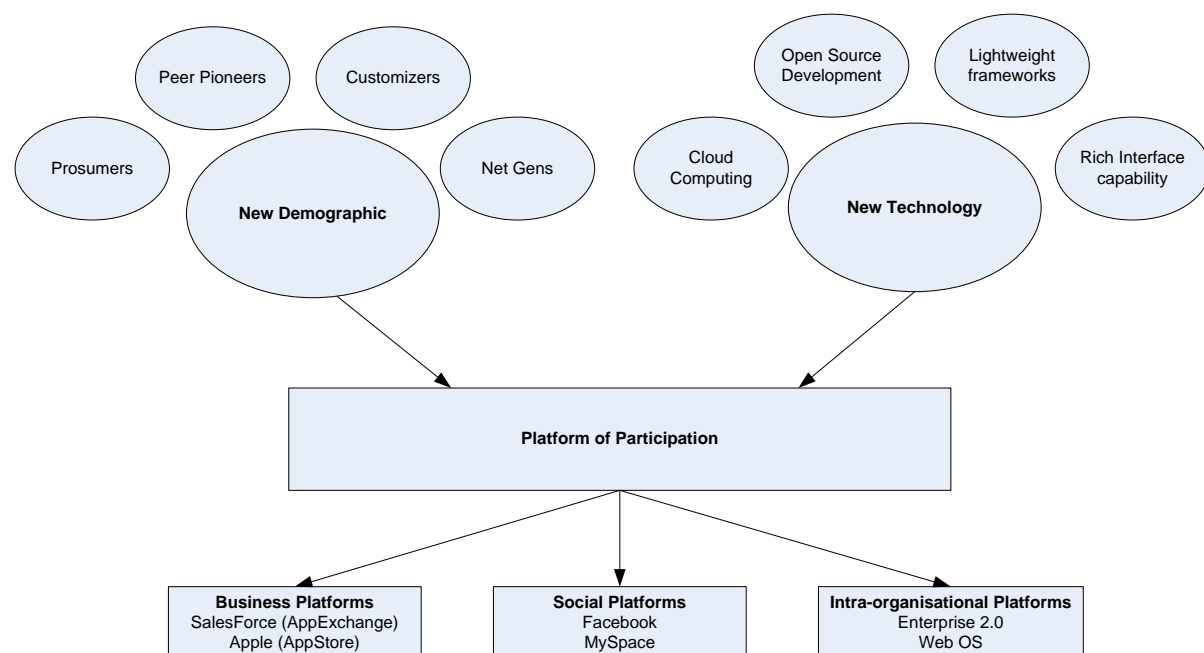 Peer Pioneers
Customizers
Prosumers
Net Gens
New Demographic
Open Source
Development
Lightweight
frameworks
Cloud
Computing
Rich Interface
capability
New Technology
Platform of Participation
Business Platforms
SalesForce (AppExchange)
Apple (AppStore)
Social Platforms
Facebook
MySpace
Intra-organisational Platforms
Enterprise 2.0
Web OS